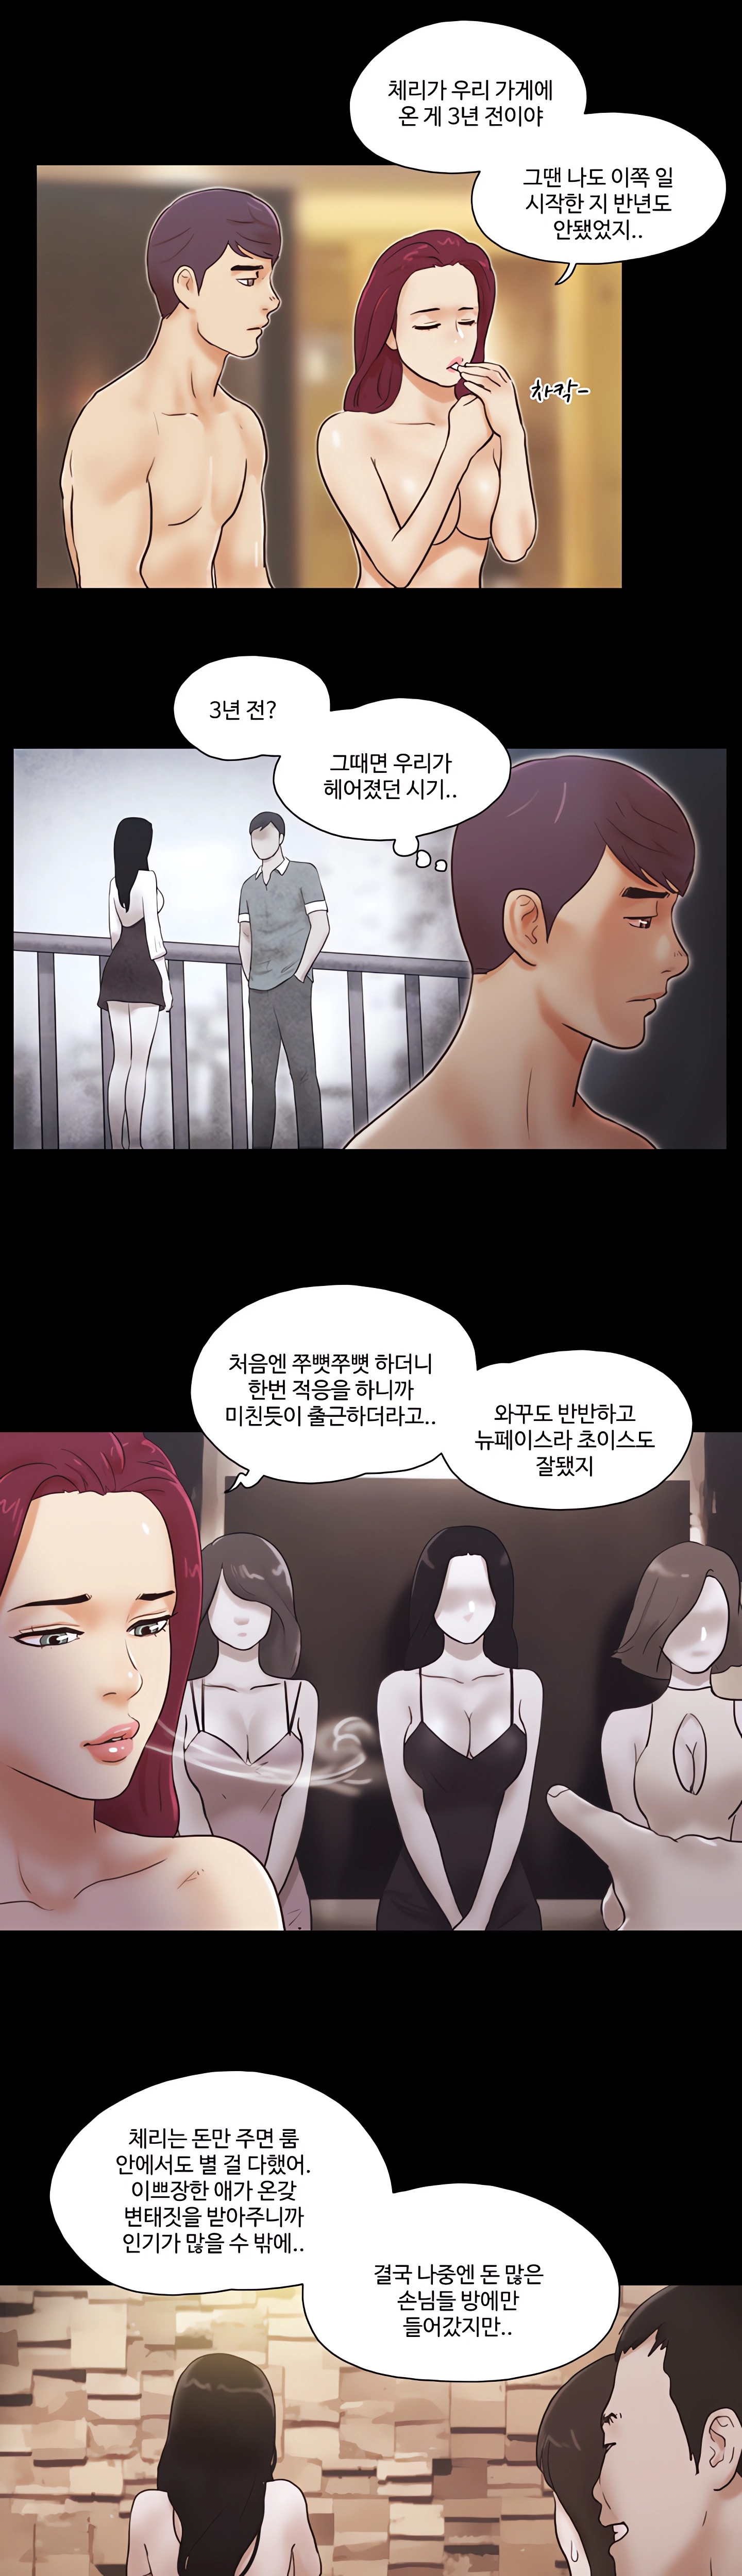 체리가 우리 가게에
온 게 3년 전이야
그땐 나도 이쪽 일
시작한 지 반년도
안됐었지..
차칵-
3년 전?
그때면 우리가
헤어졌던 시기..
처음엔 쭈뼛쭈뼛 하더니
한번 적응을 하니까
미친듯이 출근하더라고..
와꾸도 반반하고
뉴페이스라 초이스도
잘됐지
체리는 돈만 주면 룸
안에서도 별 걸 다했어.
이쁘장한 애가 온갖
변태짓을 받아주니까
인기가 많을 수 밖에..
결국 나중엔 돈 많은
손님들 방에만
들어갔지만..